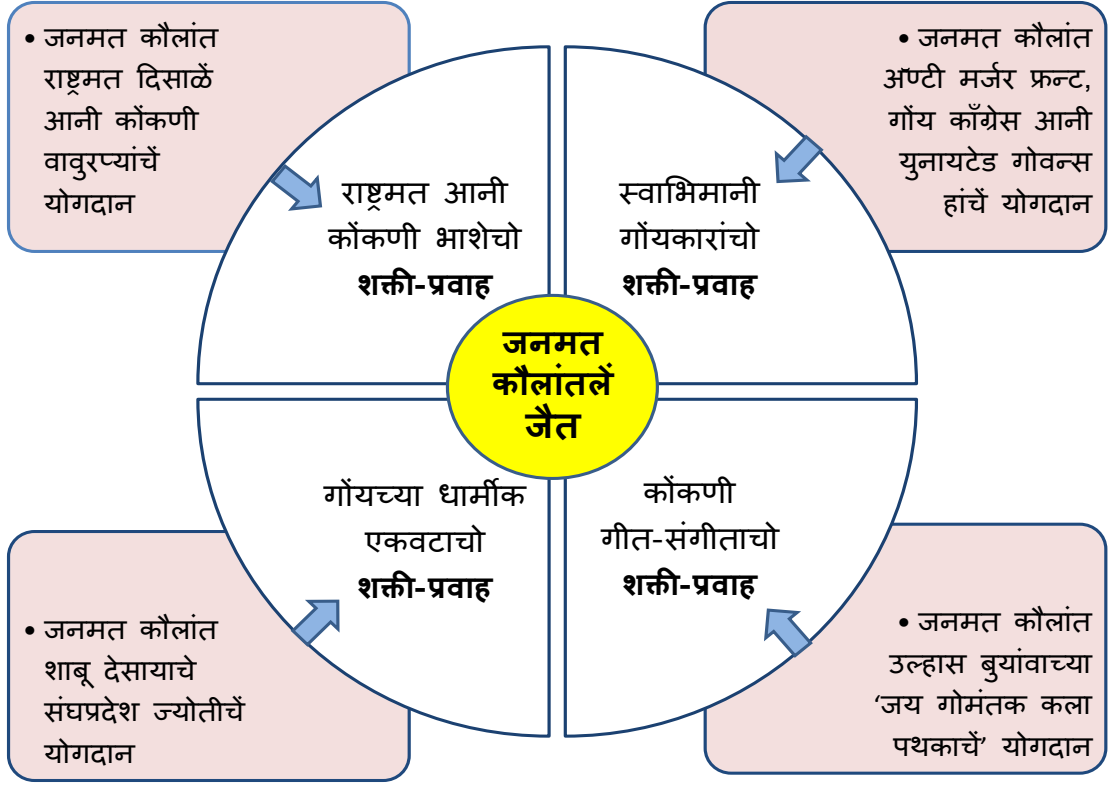 • जनमत कौलांत
राष्ट्रमत दिसाळें
आनी कोंकणी
वावुरप्यांचें
योगदान
• जनमत कौलांत
ॲण्टी मर्जर फ्रन्ट,
गोंय काँग्रेस आनी
युनायटेड गोवन्स
हांचें योगदान
राष्ट्रमत आनी
कोंकणी भाशेचो
शक्ती-प्रवाह
स्वाभिमानी
गोंयकारांचो
शक्ती-प्रवाह
जनमत
कौलांतलें
जैत
गोंयच्या धार्मीक
एकवटाचो
शक्ती-प्रवाह
कोंकणी
गीत-संगीताचो
शक्ती-प्रवाह
• जनमत कौलांत
शाबू देसायाचे
संघप्रदेश ज्योतीचें
योगदान
• जनमत कौलांत
उल्हास बुयांवाच्या
‘जय गोमंतक कला
पथकाचें’ योगदान